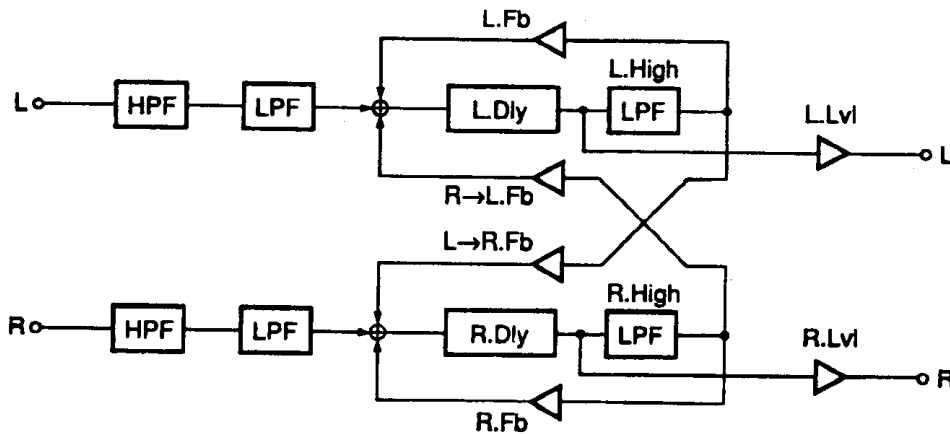 L.Fb
L.High
L HPF LPF L.Dly LPF
L.Lvl
L
R→L.Fb
L→R.Fb
R.High
R HPF LPF R.Dly LPF
R.Lvl
R
R.Fb